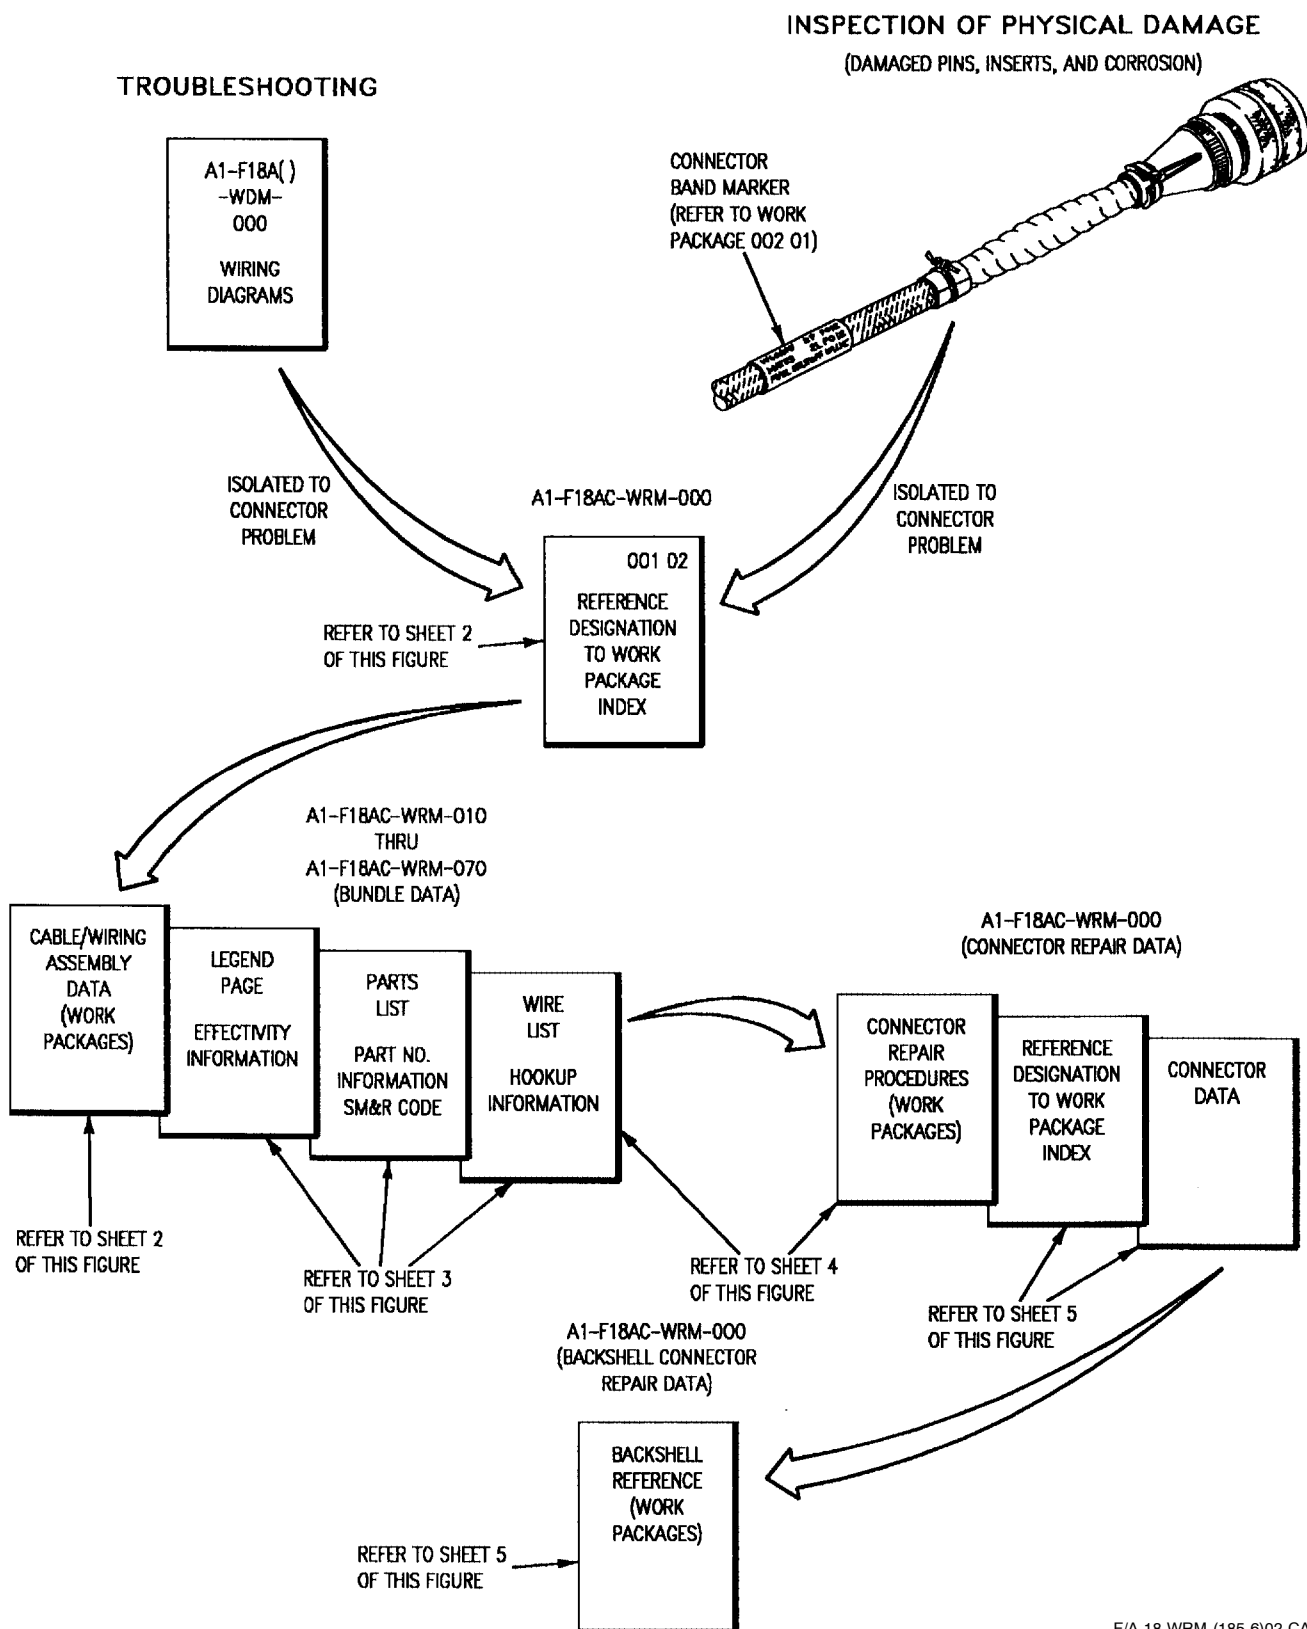 INSPECTION OF PHYSICAL DAMAGE
(DAMAGED PINS, INSERTS, AND CORROSION)
TROUBLESHOOTING
A1-F18A( )
-WDM-
000
WIRING
DIAGRAMS
CONNECTOR
BAND MARKER
(REFER TO WORK
PACKAGE 002 01)
ISOLATED TO
CONNECTOR
PROBLEM
A1-F18AC-WRM-000
ISOLATED TO
CONNECTOR
PROBLEM
001 02
REFERENCE
DESIGNATION
TO WORK
PACKAGE
INDEX
REFER TO SHEET 2
OF THIS FIGURE
A1-F18AC-WRM-010
THRU
A1-F18AC-WRM-070
(BUNDLE DATA)
CABLE/WIRING
ASSEMBLY
DATA
(WORK
PACKAGES)
LEGEND
PAGE
EFFECTIVITY
INFORMATION
PARTS
LIST
PART NO.
INFORMATION
SM&R CODE
WIRE
LIST
HOOKUP
INFORMATION
A1-F18AC-WRM-000
(CONNECTOR REPAIR DATA)
CONNECTOR
REPAIR
PROCEDURES
(WORK
PACKAGES)
REFERENCE
DESIGNATION
TO WORK
PACKAGE
INDEX
CONNECTOR
DATA
REFER TO SHEET 2
OF THIS FIGURE
REFER TO SHEET 3
OF THIS FIGURE
REFER TO SHEET 4
OF THIS FIGURE
REFER TO SHEET 5
OF THIS FIGURE
A1-F18AC-WRM-000
(BACKSHELL CONNECTOR
REPAIR DATA)
BACKSHELL
REFERENCE
(WORK
PACKAGES)
REFER TO SHEET 5
OF THIS FIGURE